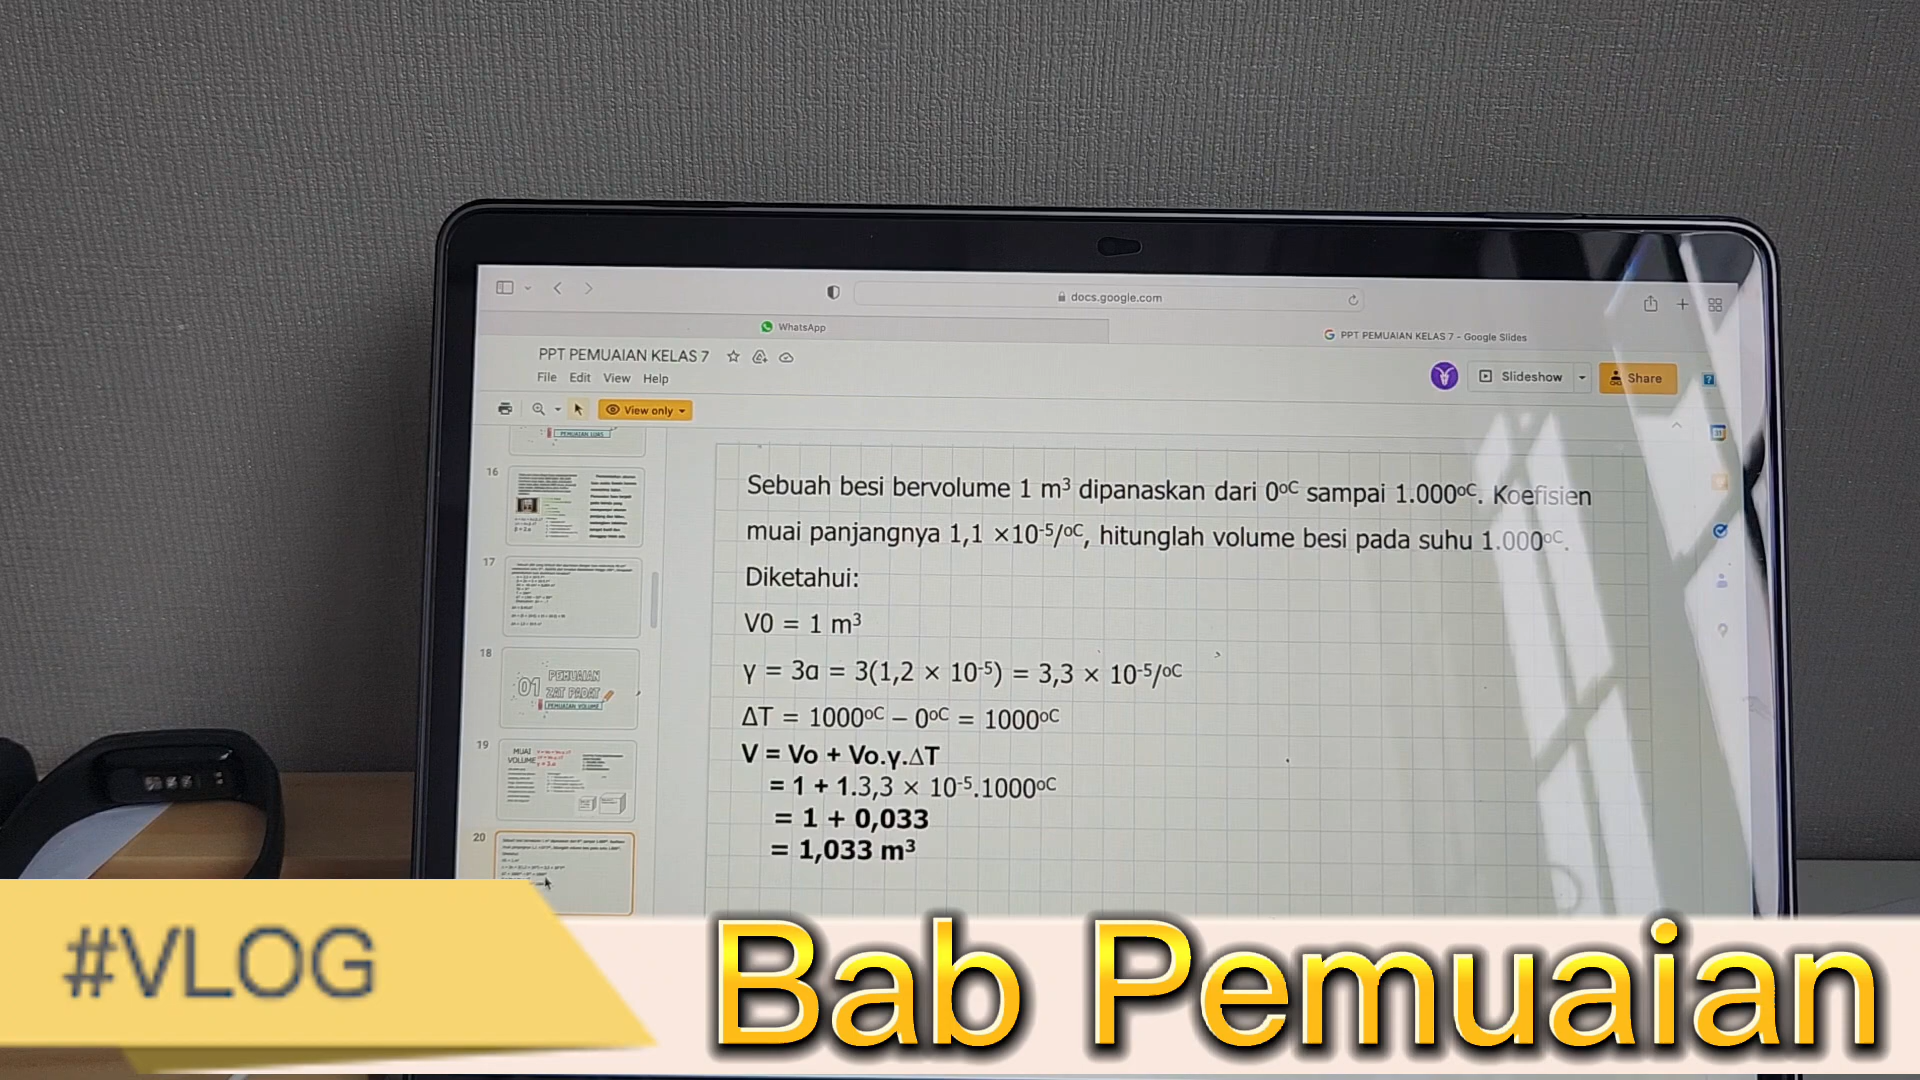 docs.google.com
WhatsApp
PPT PEMUAIAN KELAS 7 - Google Slides
PPT PEMUAIAN KELAS 7
File Edit View Help
Slideshow
Share
View only
PEMUAIAN LUAS
16
17
18
01 PEMUAIAN
ZAT PADAT
PEMUAIAN VOLUME
19
MUAI
VOLUME
20
Sebuah besi bervolume 1 m³ dipanaskan dari 0ºC sampai 1.000ºC. Koefisien
muai panjangnya 1,1 ×10⁻⁵/ºC, hitunglah volume besi pada suhu 1.000ºC.
Diketahui:
V0 = 1 m³
γ = 3α = 3(1,2 × 10⁻⁵) = 3,3 × 10⁻⁵/ºC
ΔT = 1000ºC – 0ºC = 1000ºC
V = Vo + Vo.γ.ΔT
= 1 + 1.3,3 × 10⁻⁵.1000ºC
= 1 + 0,033
= 1,033 m³
#VLOG
Bab Pemuaian